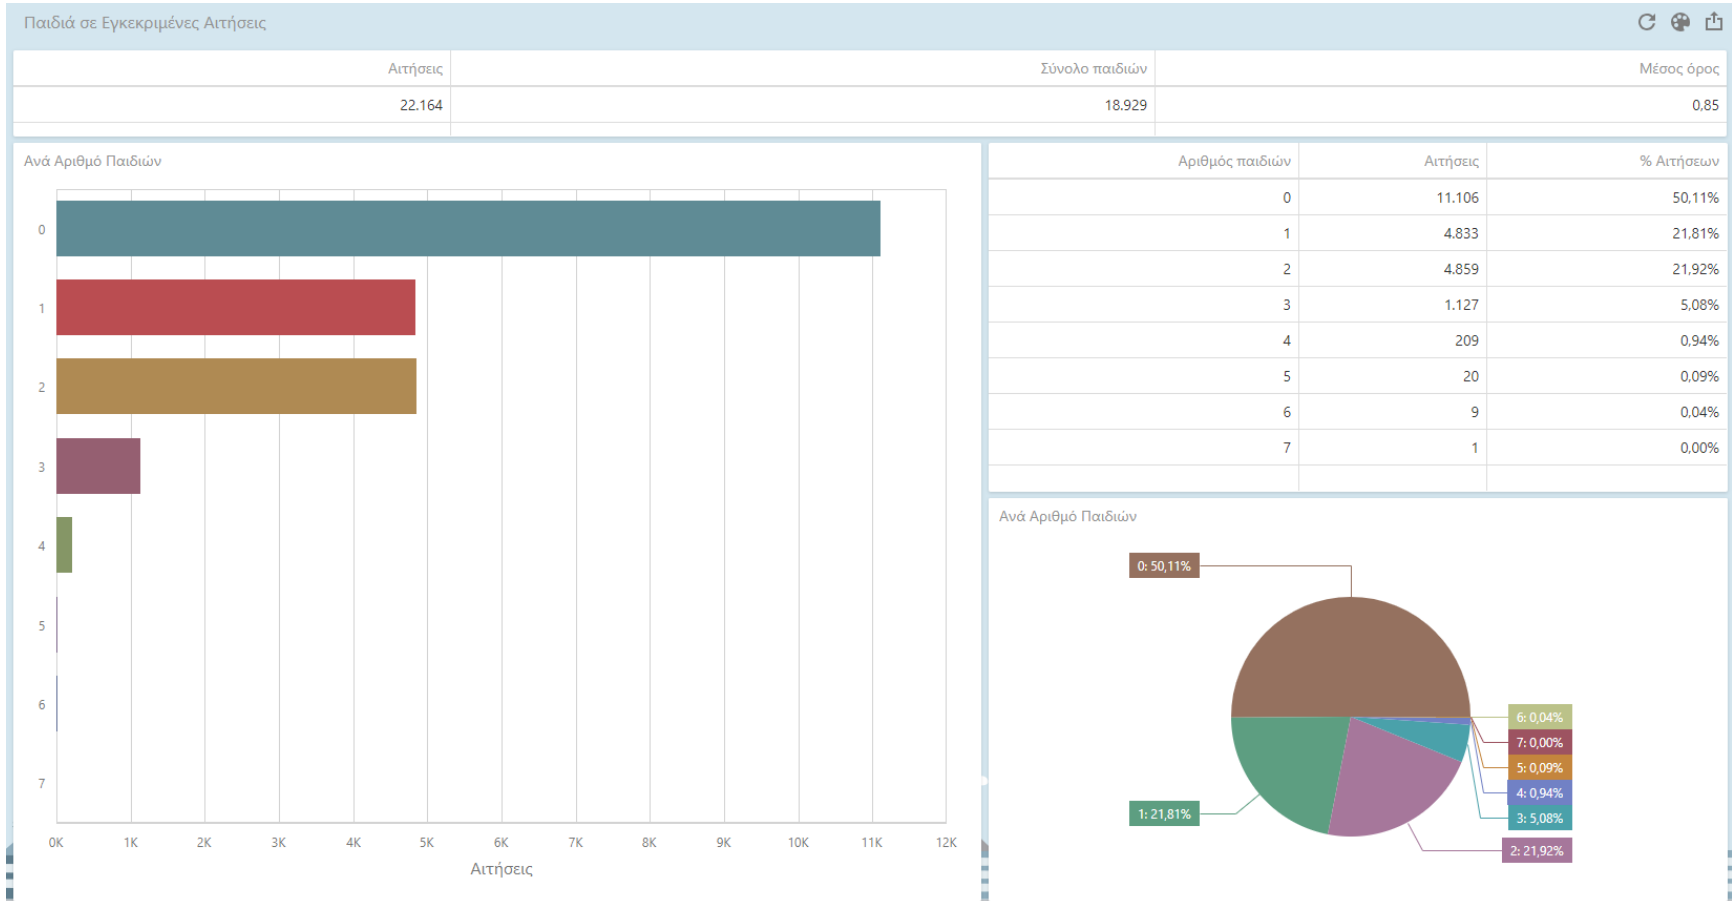 Παιδιά σε Εγκεκριμένες Αιτήσεις
Αιτήσεις Σύνολο παιδιών Μέσος όρος
22.164 18.929 0,85
Ανά Αριθμό Παιδιών
0
1
2
3
4
5
6
7
0K 1K 2K 3K 4K 5K 6K 7K 8K 9K 10K 11K 12K
Αιτήσεις
Αριθμός παιδιών Αιτήσεις % Αιτήσεων
0 11.106 50,11%
1 4.833 21,81%
2 4.859 21,92%
3 1.127 5,08%
4 209 0,94%
5 20 0,09%
6 9 0,04%
7 1 0,00%
Ανά Αριθμό Παιδιών
0: 50,11%
6: 0,04%
7: 0,00%
5: 0,09%
4: 0,94%
1: 21,81%
3: 5,08%
2: 21,92%